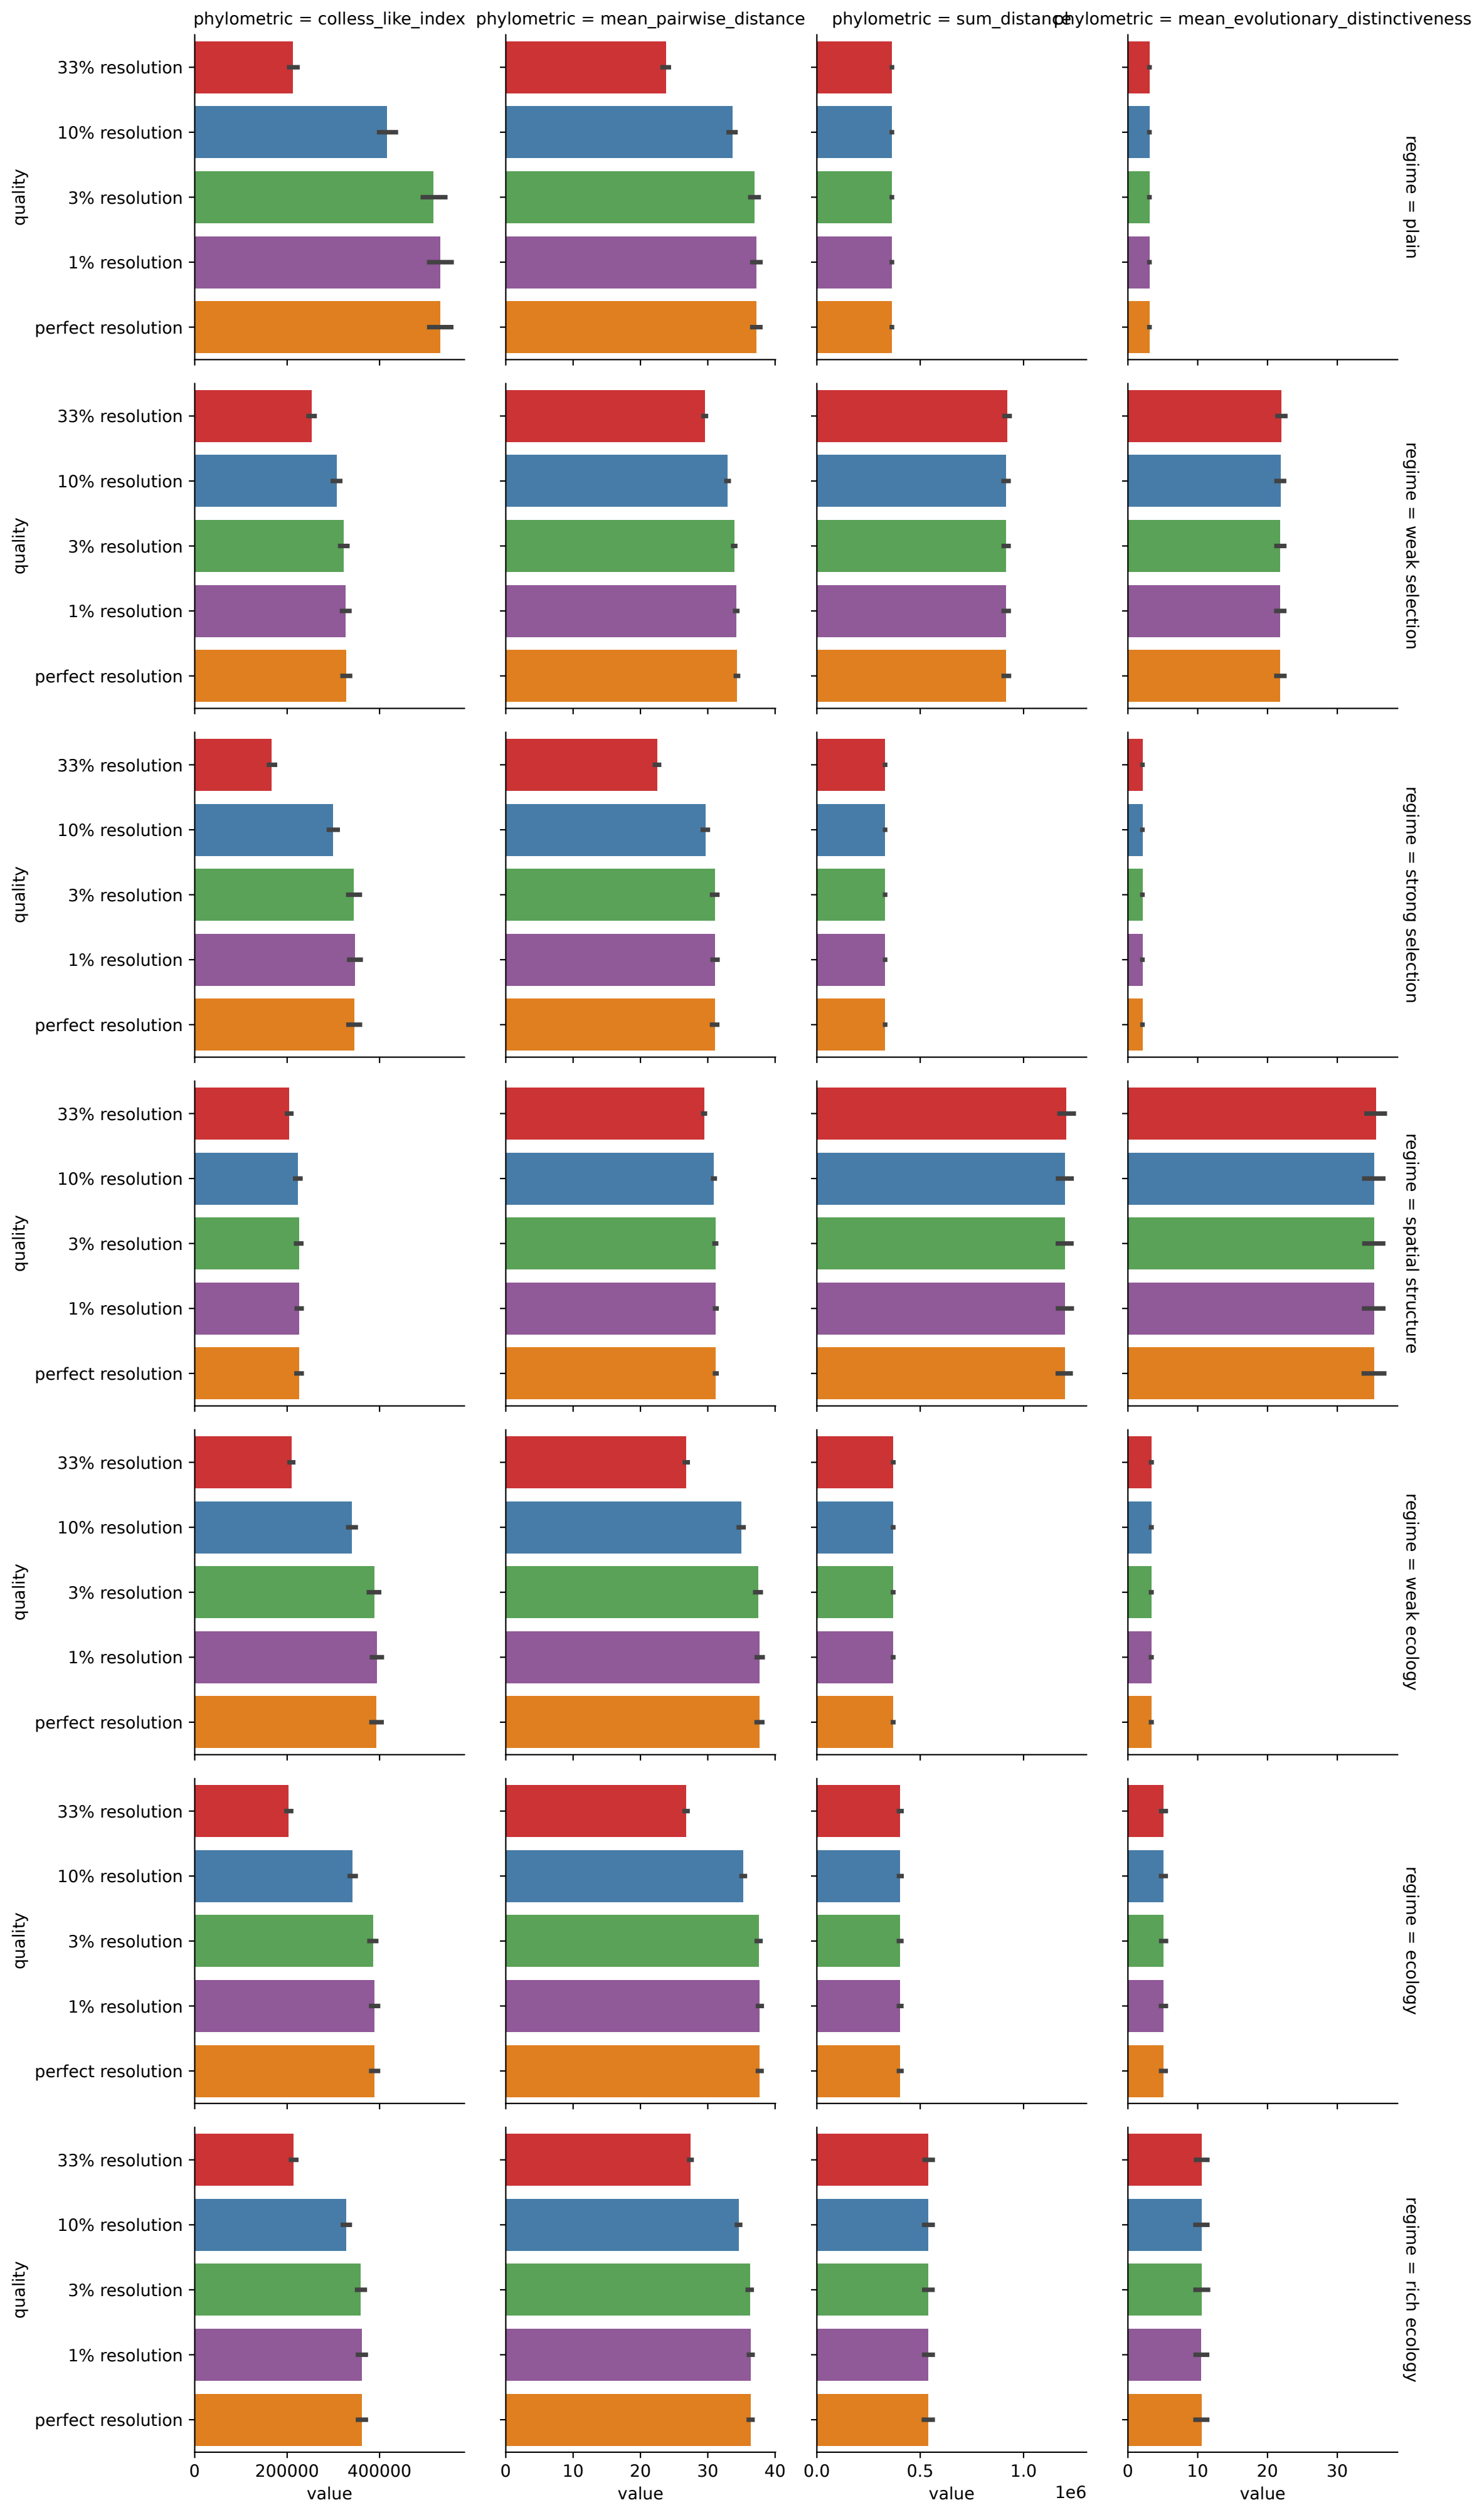 phylometric = colless_like_index
phylometric = mean_pairwise_distance
phylometric = sum_distance
phylometric = mean_evolutionary_distinctiveness
33% resolution
10% resolution
3% resolution
1% resolution
perfect resolution
quality
regime = plain
33% resolution
10% resolution
3% resolution
1% resolution
perfect resolution
quality
regime = weak selection
33% resolution
10% resolution
3% resolution
1% resolution
perfect resolution
quality
regime = strong selection
33% resolution
10% resolution
3% resolution
1% resolution
perfect resolution
quality
regime = spatial structure
33% resolution
10% resolution
3% resolution
1% resolution
perfect resolution
quality
regime = weak ecology
33% resolution
10% resolution
3% resolution
1% resolution
perfect resolution
quality
regime = ecology
33% resolution
10% resolution
3% resolution
1% resolution
perfect resolution
quality
regime = rich ecology
0 200000 400000
value
0 10 20 30 40
value
0.0 0.5 1.0
1e6
value
0 10 20 30
value